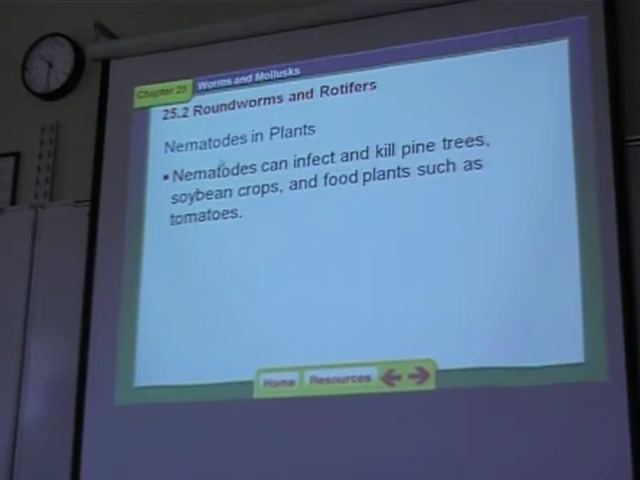 Chapter 25
Worms and Mollusks
25.2 Roundworms and Rotifers
Nematodes in Plants
• Nematodes can infect and kill pine trees,
soybean crops, and food plants such as
tomatoes.
Home
Resources